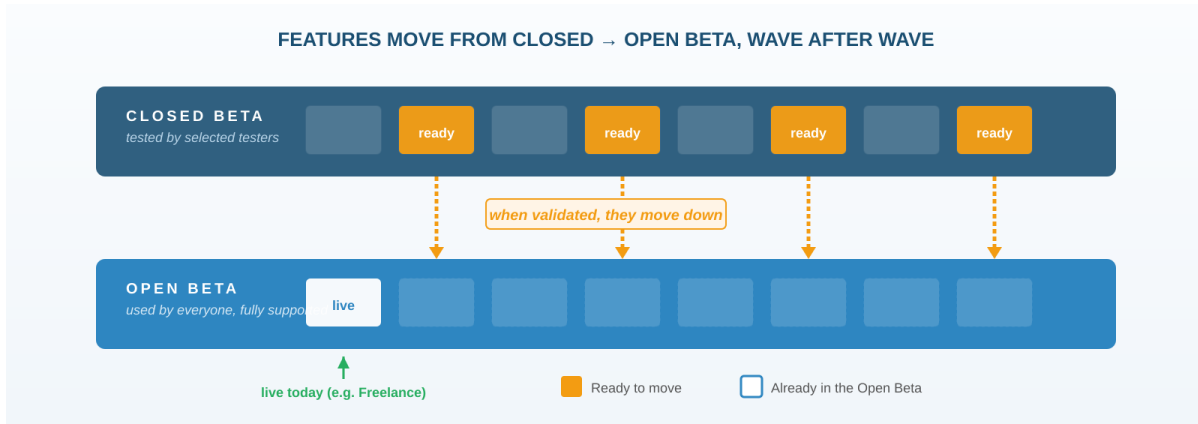 FEATURES MOVE FROM CLOSED → OPEN BETA, WAVE AFTER WAVE
CLOSED BETA
tested by selected testers
ready
ready
ready
ready
when validated, they move down
OPEN BETA
used by everyone, fully
live
live today (e.g. Freelance)
Ready to move
Already in the Open Beta